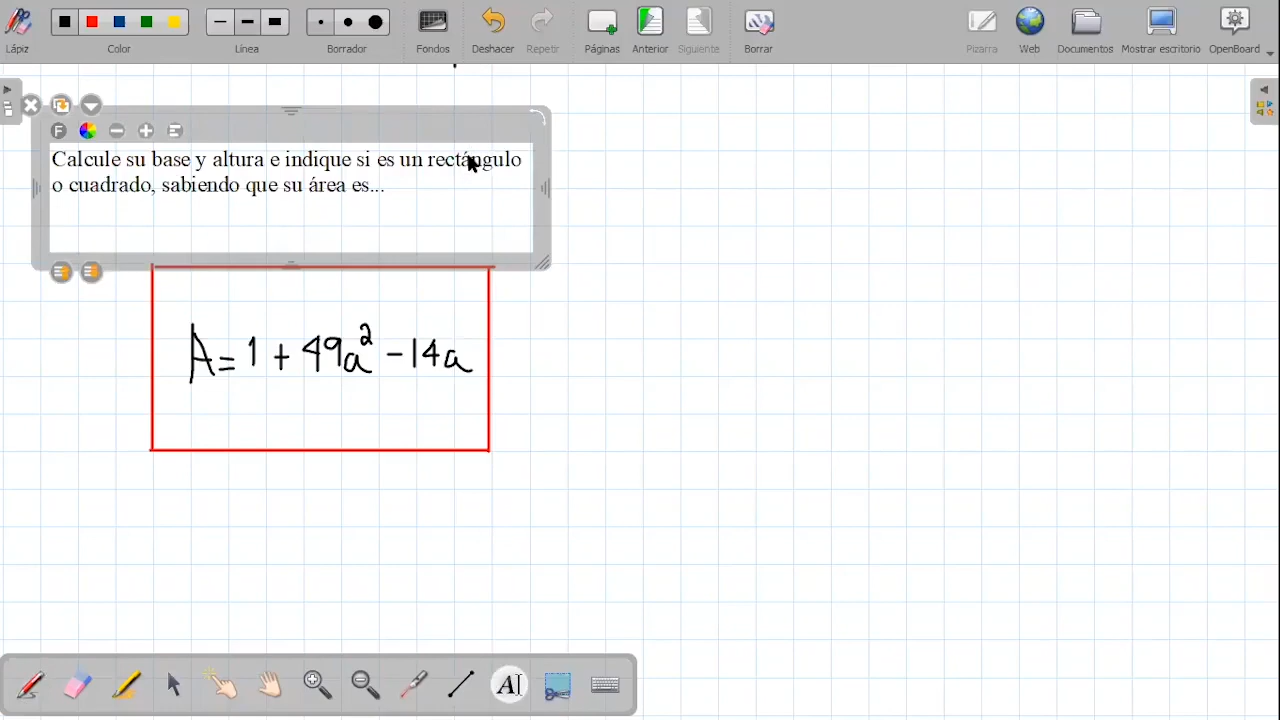 Lápiz
Color
Línea
Borrador
Fondos
Deshacer
Repetir
Páginas
Anterior
Siguiente
Borrar
Pizarra
Web
Documentos
Mostrar escritorio
OpenBoard
F
Calcule su base y altura e indique si es un rectángulo
o cuadrado, sabiendo que su área es...
A = 1 + 49a² - 14a
AI